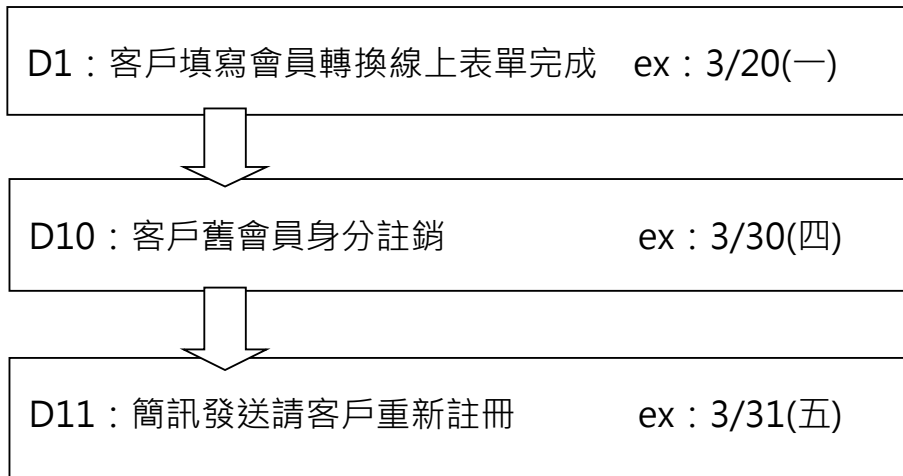 D1：客戶填寫會員轉換線上表單完成 ex：3/20(一)
D10：客戶舊會員身分註銷 ex：3/30(四)
D11：簡訊發送請客戶重新註冊 ex：3/31(五)